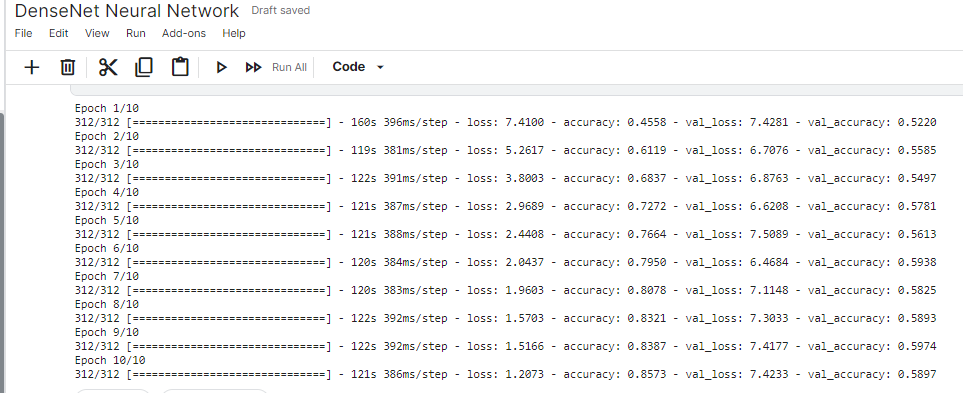 DenseNet Neural Network Draft saved
File Edit View Run Add-ons Help
Run All Code
Epoch 1/10
312/312 [==============================] - 160s 396ms/step - loss: 7.4100 - accuracy: 0.4558 - val_loss: 7.4281 - val_accuracy: 0.5220
Epoch 2/10
312/312 [==============================] - 119s 381ms/step - loss: 5.2617 - accuracy: 0.6119 - val_loss: 6.7076 - val_accuracy: 0.5585
Epoch 3/10
312/312 [==============================] - 122s 391ms/step - loss: 3.8003 - accuracy: 0.6837 - val_loss: 6.8763 - val_accuracy: 0.5497
Epoch 4/10
312/312 [==============================] - 121s 387ms/step - loss: 2.9689 - accuracy: 0.7272 - val_loss: 6.6208 - val_accuracy: 0.5781
Epoch 5/10
312/312 [==============================] - 121s 388ms/step - loss: 2.4408 - accuracy: 0.7664 - val_loss: 7.5089 - val_accuracy: 0.5613
Epoch 6/10
312/312 [==============================] - 120s 384ms/step - loss: 2.0437 - accuracy: 0.7950 - val_loss: 6.4684 - val_accuracy: 0.5938
Epoch 7/10
312/312 [==============================] - 120s 383ms/step - loss: 1.9603 - accuracy: 0.8078 - val_loss: 7.1148 - val_accuracy: 0.5825
Epoch 8/10
312/312 [==============================] - 122s 392ms/step - loss: 1.5703 - accuracy: 0.8321 - val_loss: 7.3033 - val_accuracy: 0.5893
Epoch 9/10
312/312 [==============================] - 122s 392ms/step - loss: 1.5166 - accuracy: 0.8387 - val_loss: 7.4177 - val_accuracy: 0.5974
Epoch 10/10
312/312 [==============================] - 121s 386ms/step - loss: 1.2073 - accuracy: 0.8573 - val_loss: 7.4233 - val_accuracy: 0.5897